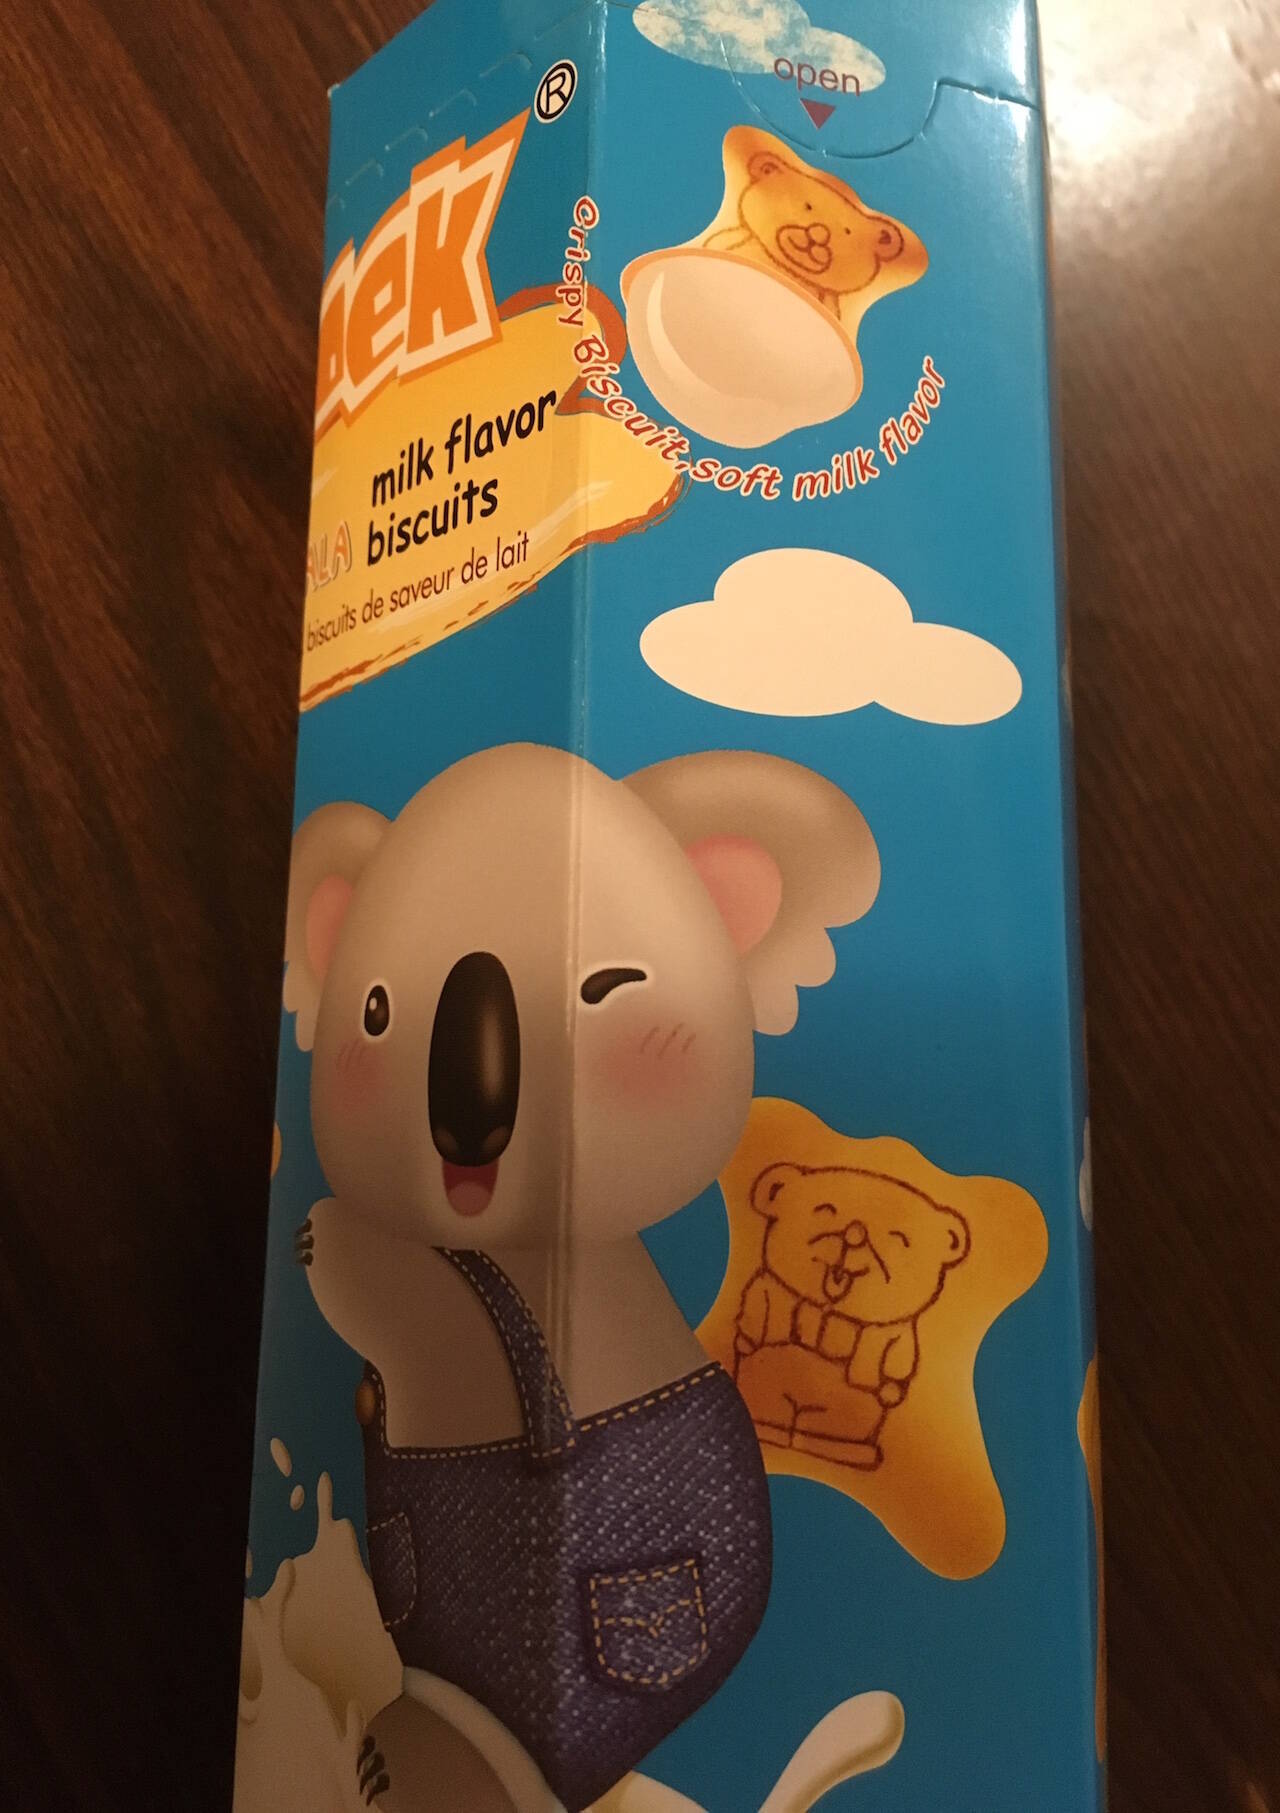 ®
milk flavor
biscuits
biscuits de saveur de lait
open
Crispy Biscuit,soft milk flavor